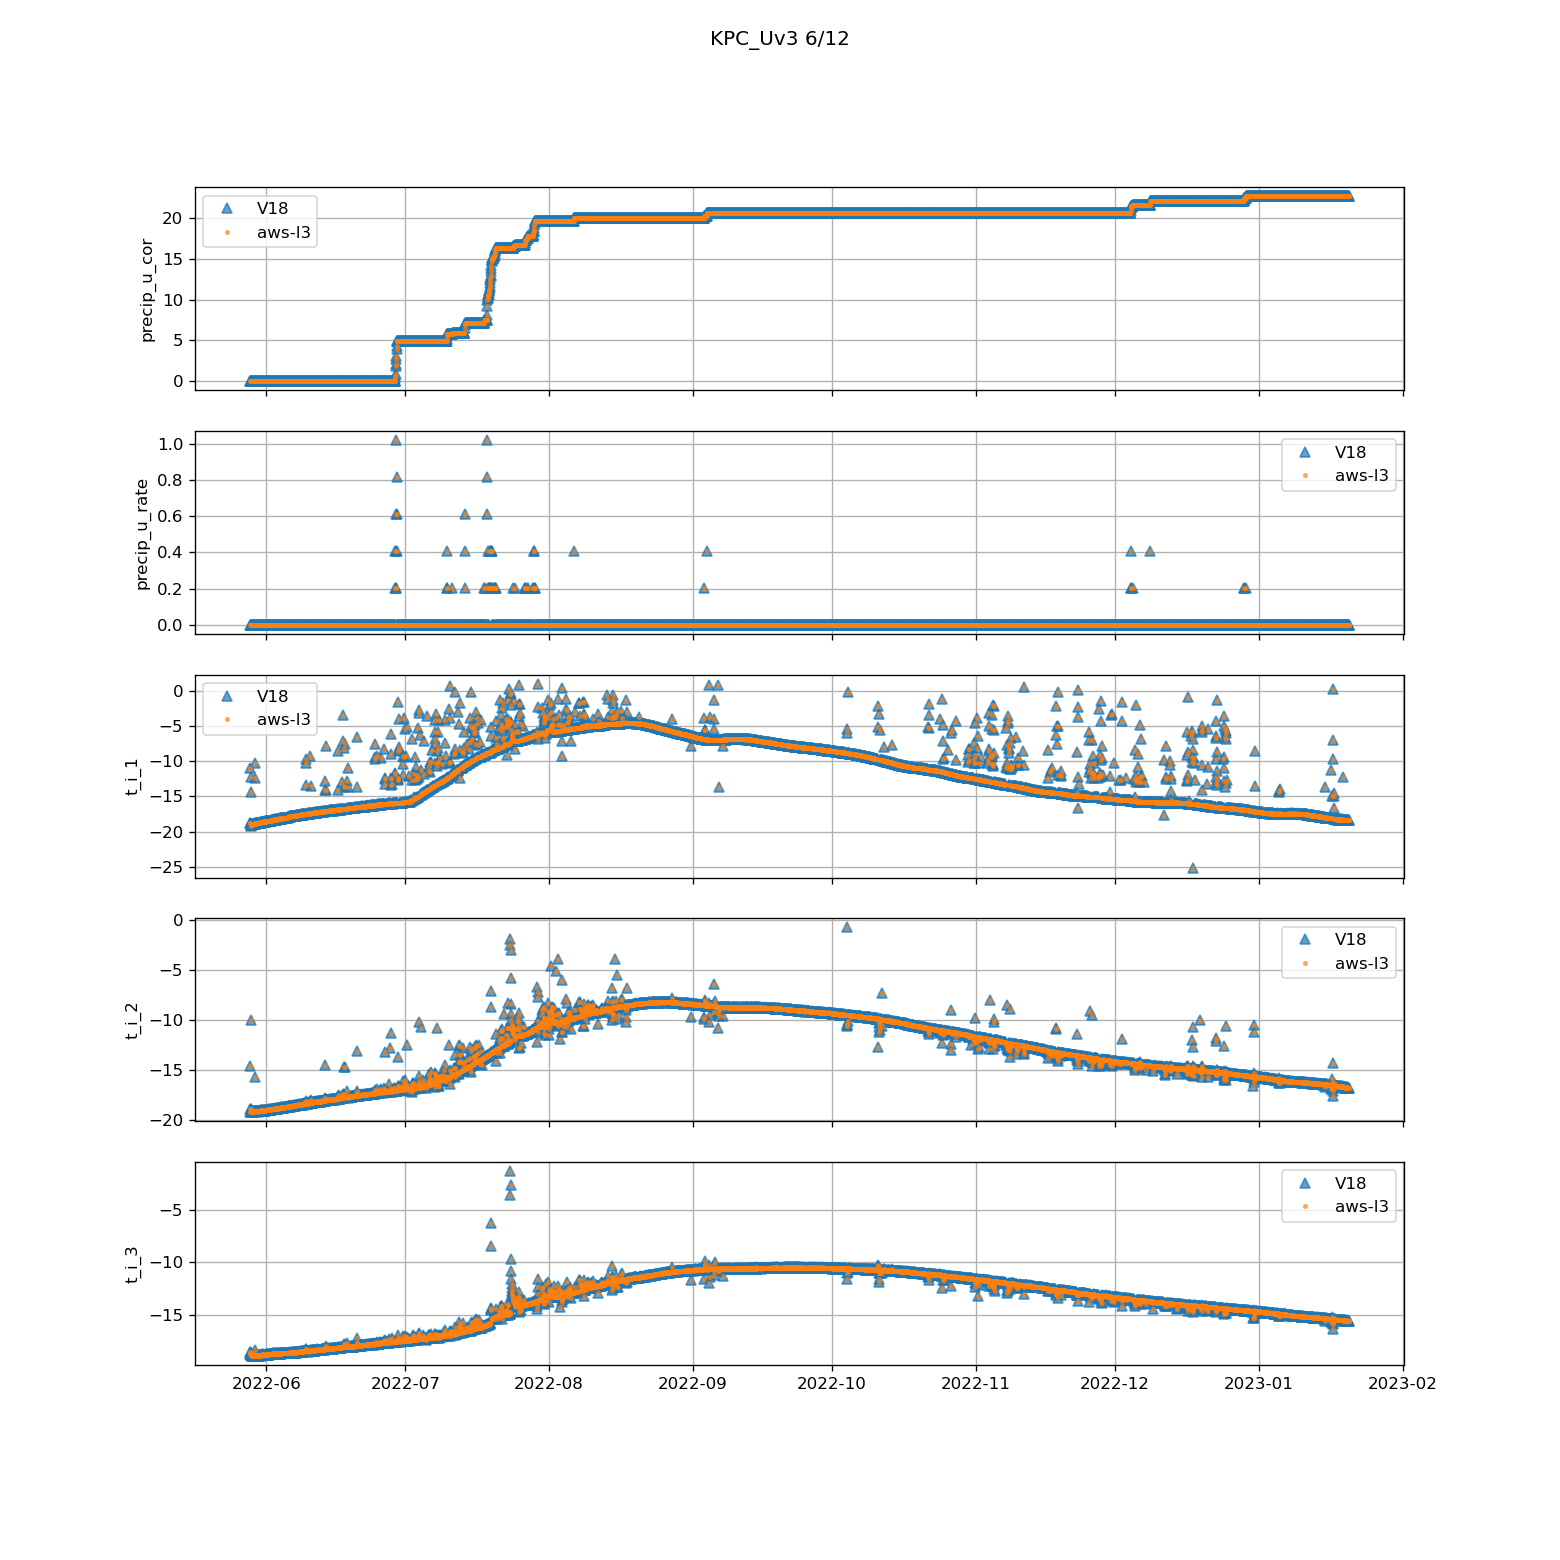 KPC_Uv3 6/12
precip_u_cor
20
15
10
5
0
V18
aws-l3
precip_u_rate
1.0
0.8
0.6
0.4
0.2
0.0
V18
aws-l3
t_i_1
0
−5
−10
−15
−20
−25
V18
aws-l3
t_i_2
0
−5
−10
−15
−20
V18
aws-l3
t_i_3
−5
−10
−15
V18
aws-l3
2022-06
2022-07
2022-08
2022-09
2022-10
2022-11
2022-12
2023-01
2023-02